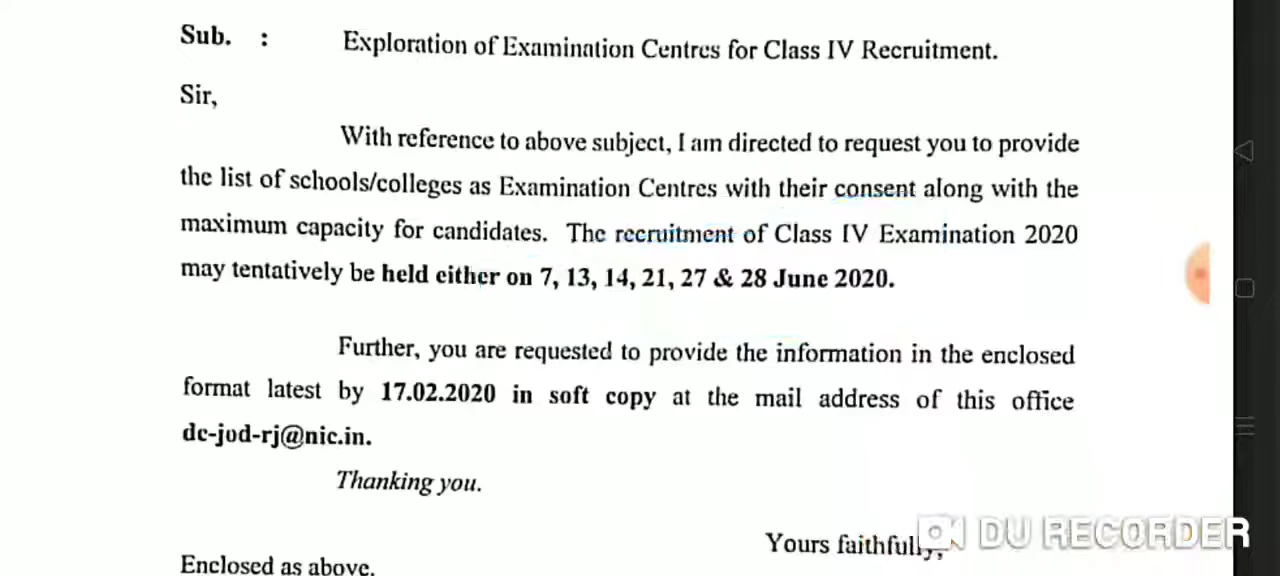 Sub. : Exploration of Examination Centres for Class IV Recruitment.
Sir,
With reference to above subject, I am directed to request you to provide
the list of schools/colleges as Examination Centres with their consent along with the
maximum capacity for candidates. The recruitment of Class IV Examination 2020
may tentatively be held either on 7, 13, 14, 21, 27 & 28 June 2020.
Further, you are requested to provide the information in the enclosed
format latest by 17.02.2020 in soft copy at the mail address of this office
dc-jod-rj@nic.in.
Thanking you.
Yours faithfully,
DU RECORDER
Enclosed as above.